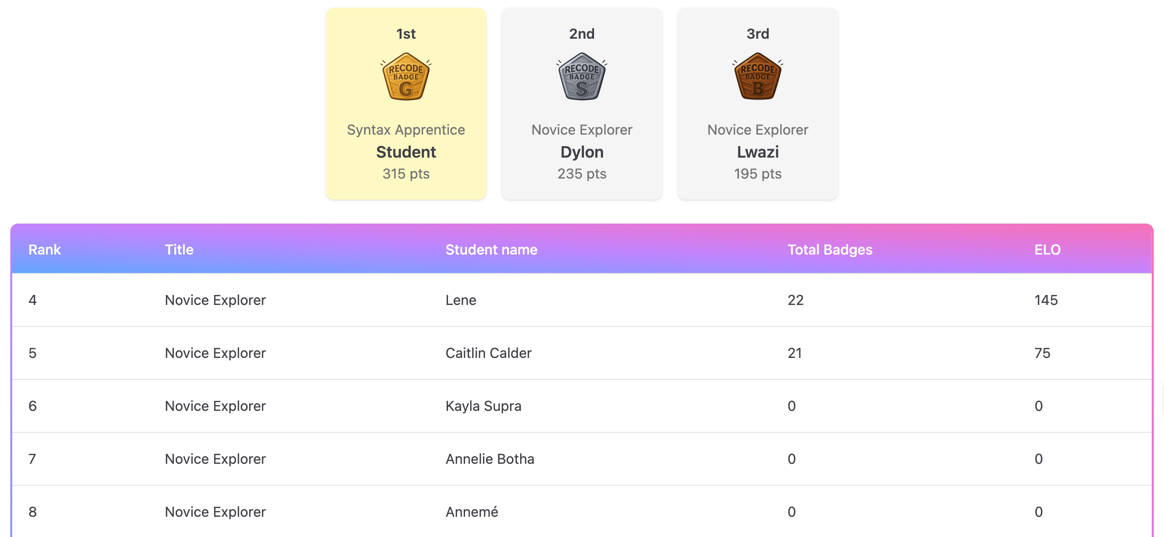 1st
RECODE
BADGE
G
Syntax Apprentice
Student
315 pts
2nd
RECODE
BADGE
S
Novice Explorer
Dylon
235 pts
3rd
RECODE
BADGE
B
Novice Explorer
Lwazi
195 pts
Rank Title Student name Total Badges ELO
4 Novice Explorer Lene 22 145
5 Novice Explorer Caitlin Calder 21 75
6 Novice Explorer Kayla Supra 0 0
7 Novice Explorer Annelie Botha 0 0
8 Novice Explorer Annemé 0 0